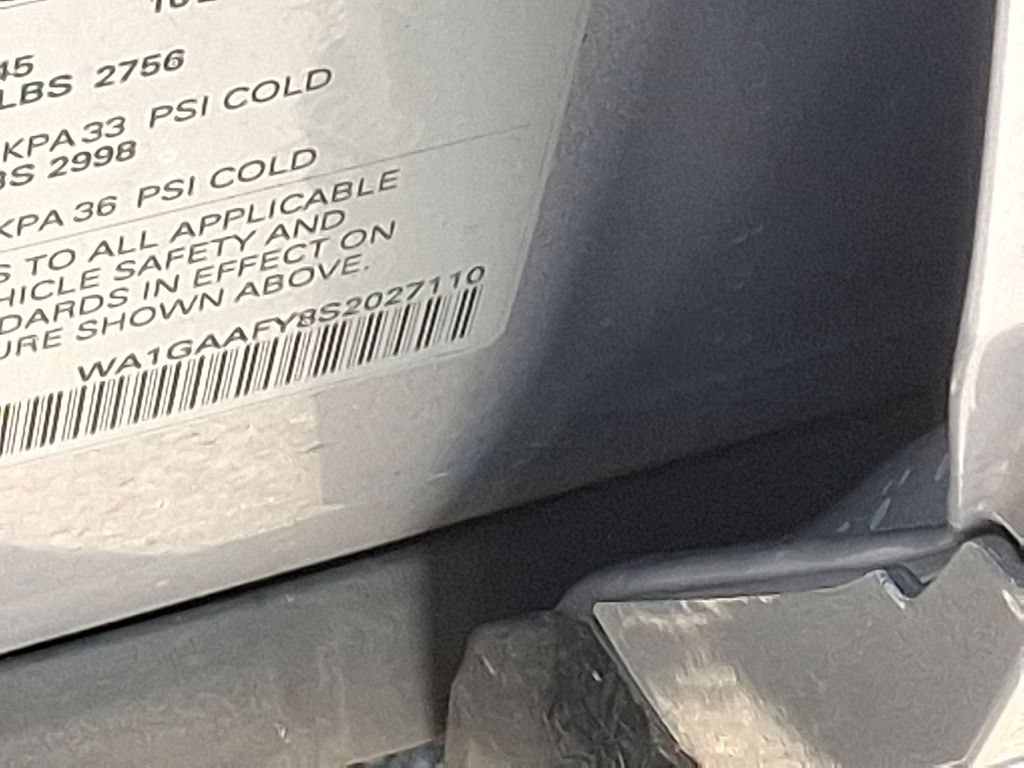 45
LBS 2756
KPA 33 PSI COLD
BS 2998
KPA 36 PSI COLD
S TO ALL APPLICABLE
HICLE SAFETY AND
DARDS IN EFFECT ON
URE SHOWN ABOVE.
WA1GAAFY8S2027110